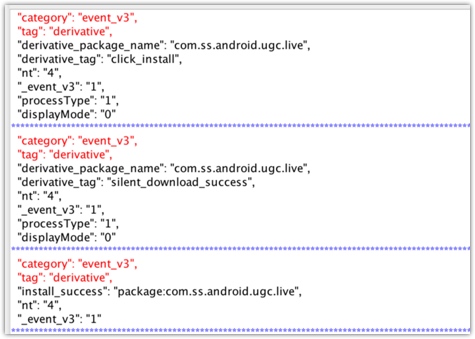 "category": "event_v3",
"tag": "derivative",
"derivative_package_name": "com.ss.android.ugc.live",
"derivative_tag": "click_install",
"nt": "4",
"_event_v3": "1",
"processType": "1",
"displayMode": "0"
"category": "event_v3",
"tag": "derivative",
"derivative_package_name": "com.ss.android.ugc.live",
"derivative_tag": "silent_download_success",
"nt": "4",
"_event_v3": "1",
"processType": "1",
"displayMode": "0"
"category": "event_v3",
"tag": "derivative",
"install_success": "package:com.ss.android.ugc.live",
"nt": "4",
"_event_v3": "1"